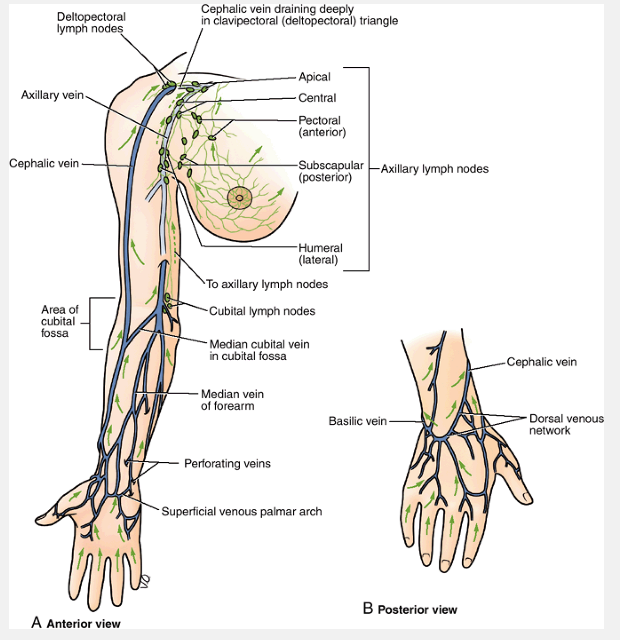 Deltopectoral
lymph nodes
Cephalic vein draining deeply
in clavipectoral (deltopectoral) triangle
Axillary vein
Cephalic vein
Apical
Central
Pectoral
(anterior)
Subscapular
(posterior)
Axillary lymph nodes
Humeral
(lateral)
To axillary lymph nodes
Cubital lymph nodes
Area of
cubital
fossa
Median cubital vein
in cubital fossa
Median vein
of forearm
Perforating veins
Superficial venous palmar arch
A Anterior view
Cephalic vein
Basilic vein
Dorsal venous
network
B Posterior view